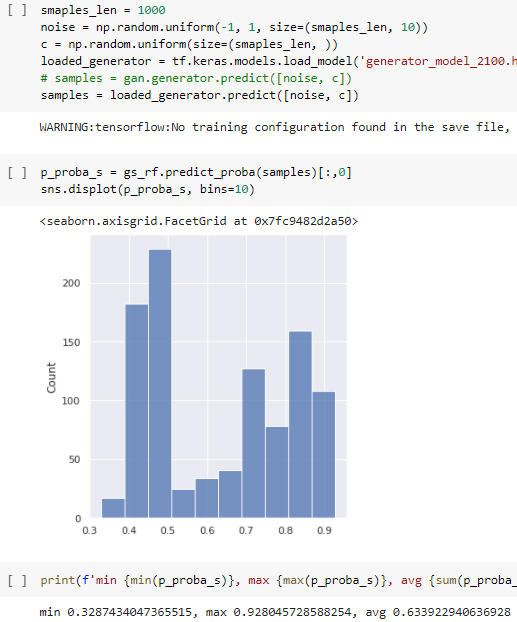 [ ] smaples_len = 1000
noise = np.random.uniform(-1, 1, size=(smaples_len, 10))
c = np.random.uniform(size=(smaples_len, ))
loaded_generator = tf.keras.models.load_model('generator_model_2100.h
# samples = gan.generator.predict([noise, c])
samples = loaded_generator.predict([noise, c])
WARNING:tensorflow:No training configuration found in the save file,
[ ] p_proba_s = gs_rf.predict_proba(samples)[:,0]
sns.displot(p_proba_s, bins=10)
<seaborn.axisgrid.FacetGrid at 0x7fc9482d2a50>
200
150
100
50
0
Count
0.3 0.4 0.5 0.6 0.7 0.8 0.9
[ ] print(f'min {min(p_proba_s)}, max {max(p_proba_s)}, avg {sum(p_proba_
min 0.3287434047365515, max 0.928045728588254, avg 0.633922940636928